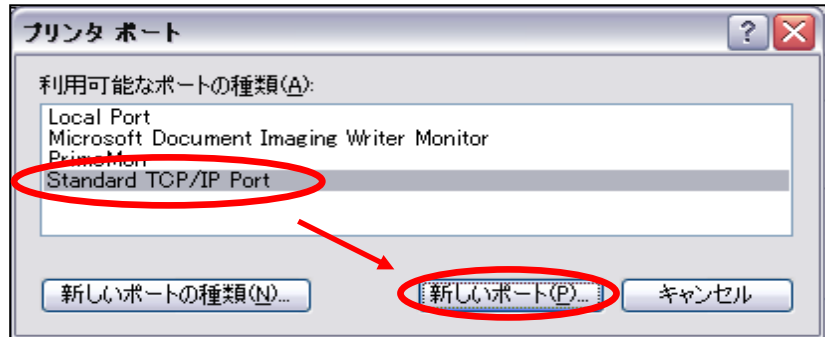 プリンタ ポート
利用可能なポートの種類(A):
Local Port
Microsoft Document Imaging Writer Monitor
PrimoMon
Standard TCP/IP Port
新しいポートの種類(N)... 新しいポート(P)... キャンセル